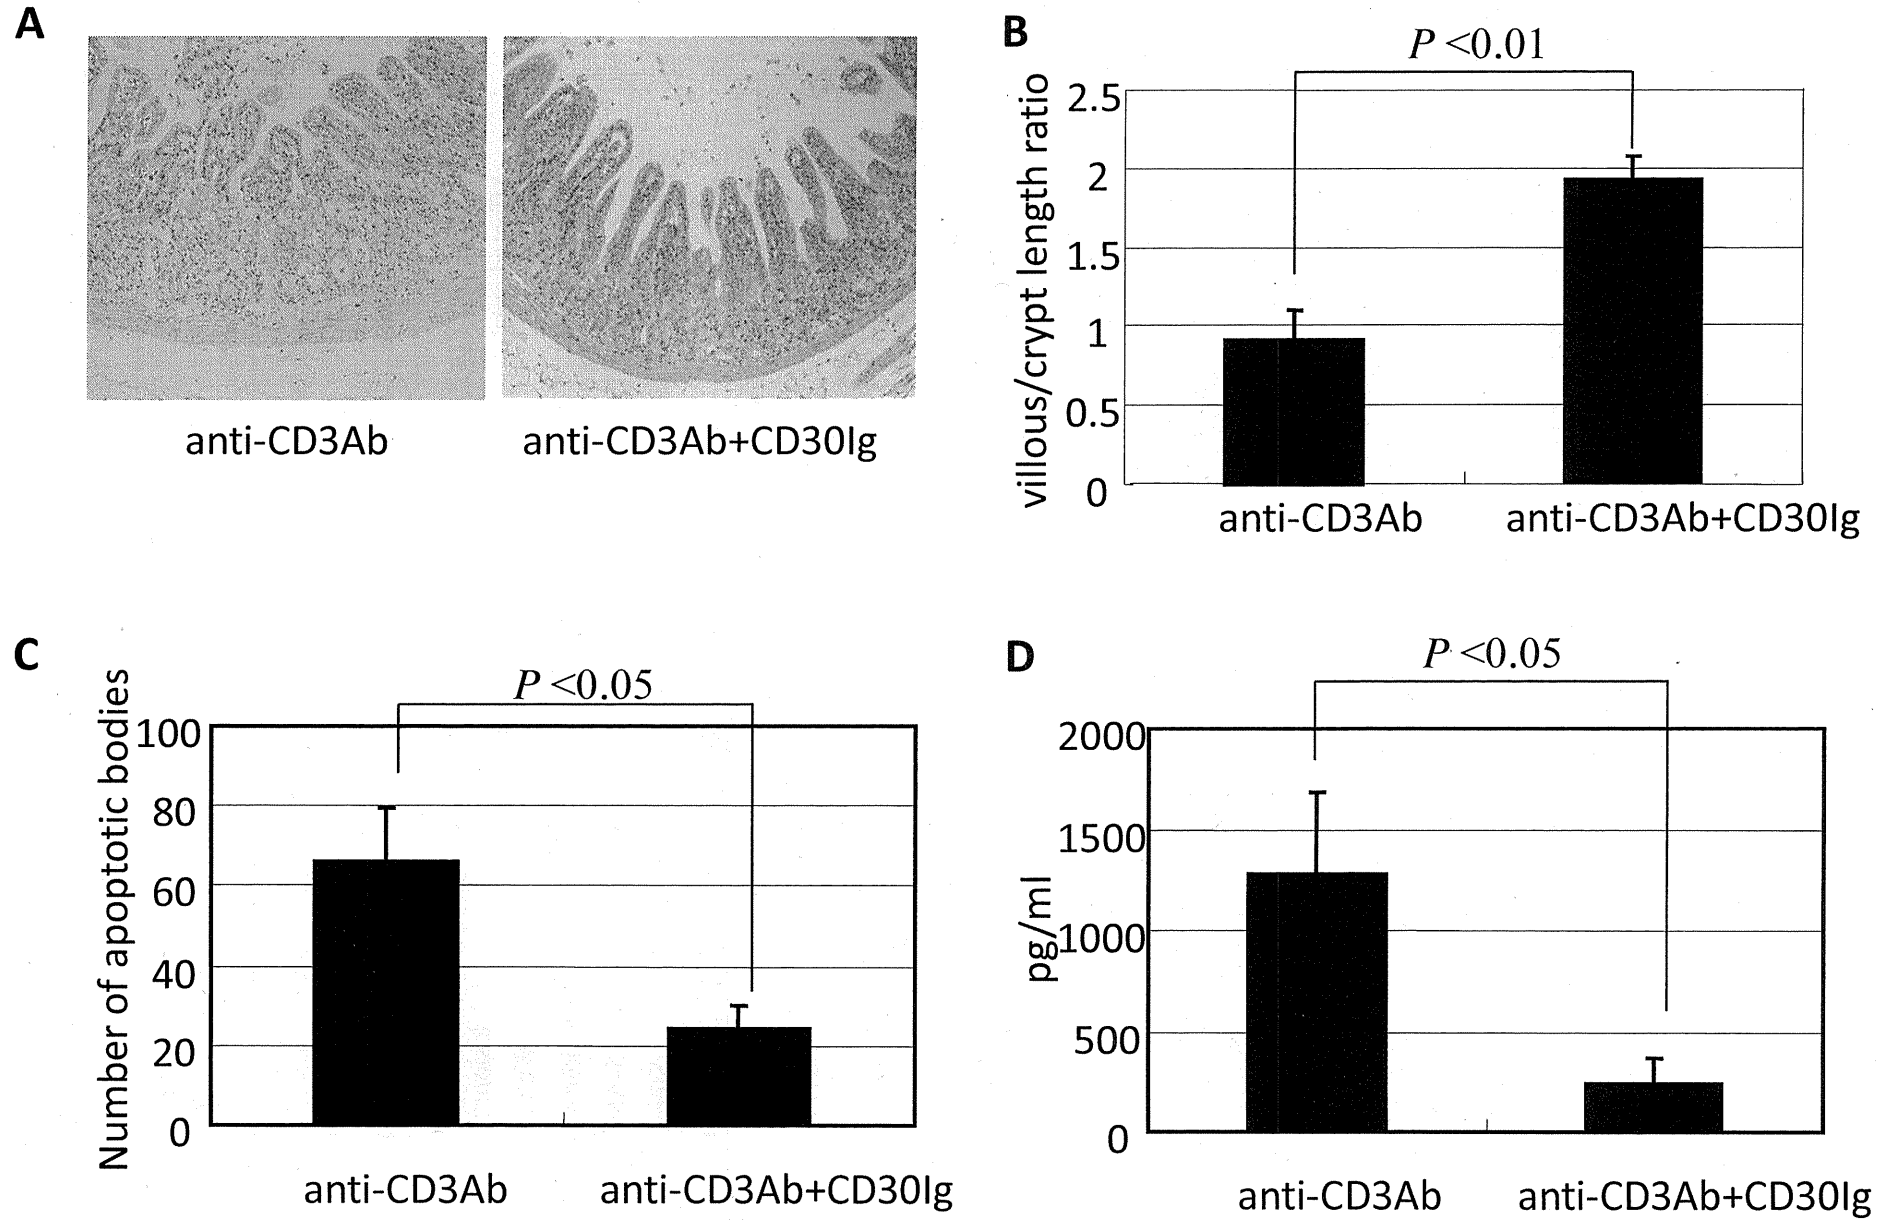 A
anti-CD3Ab
anti-CD3Ab+CD30Ig
B
P <0.01
villous/crypt length ratio
2.5
2
1.5
1
0.5
0
anti-CD3Ab
anti-CD3Ab+CD30Ig
C
P <0.05
Number of apoptotic bodies
100
80
60
40
20
0
anti-CD3Ab
anti-CD3Ab+CD30Ig
D
P <0.05
pg/ml
2000
1500
1000
500
0
anti-CD3Ab
anti-CD3Ab+CD30Ig